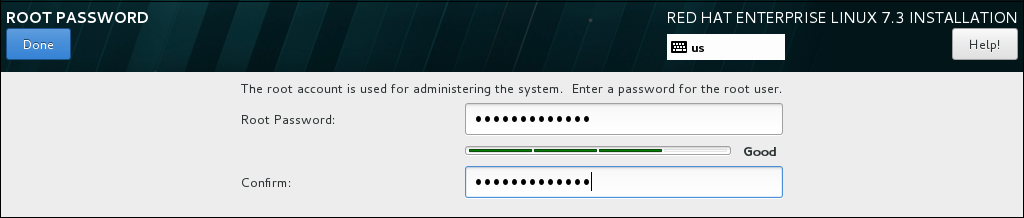 ROOT PASSWORD
RED HAT ENTERPRISE LINUX 7.3 INSTALLATION
Done
us
Help!
The root account is used for administering the system.  Enter a password for the root user.
Root Password:
●●●●●●●●●●●●●
Good
Confirm:
●●●●●●●●●●●●●